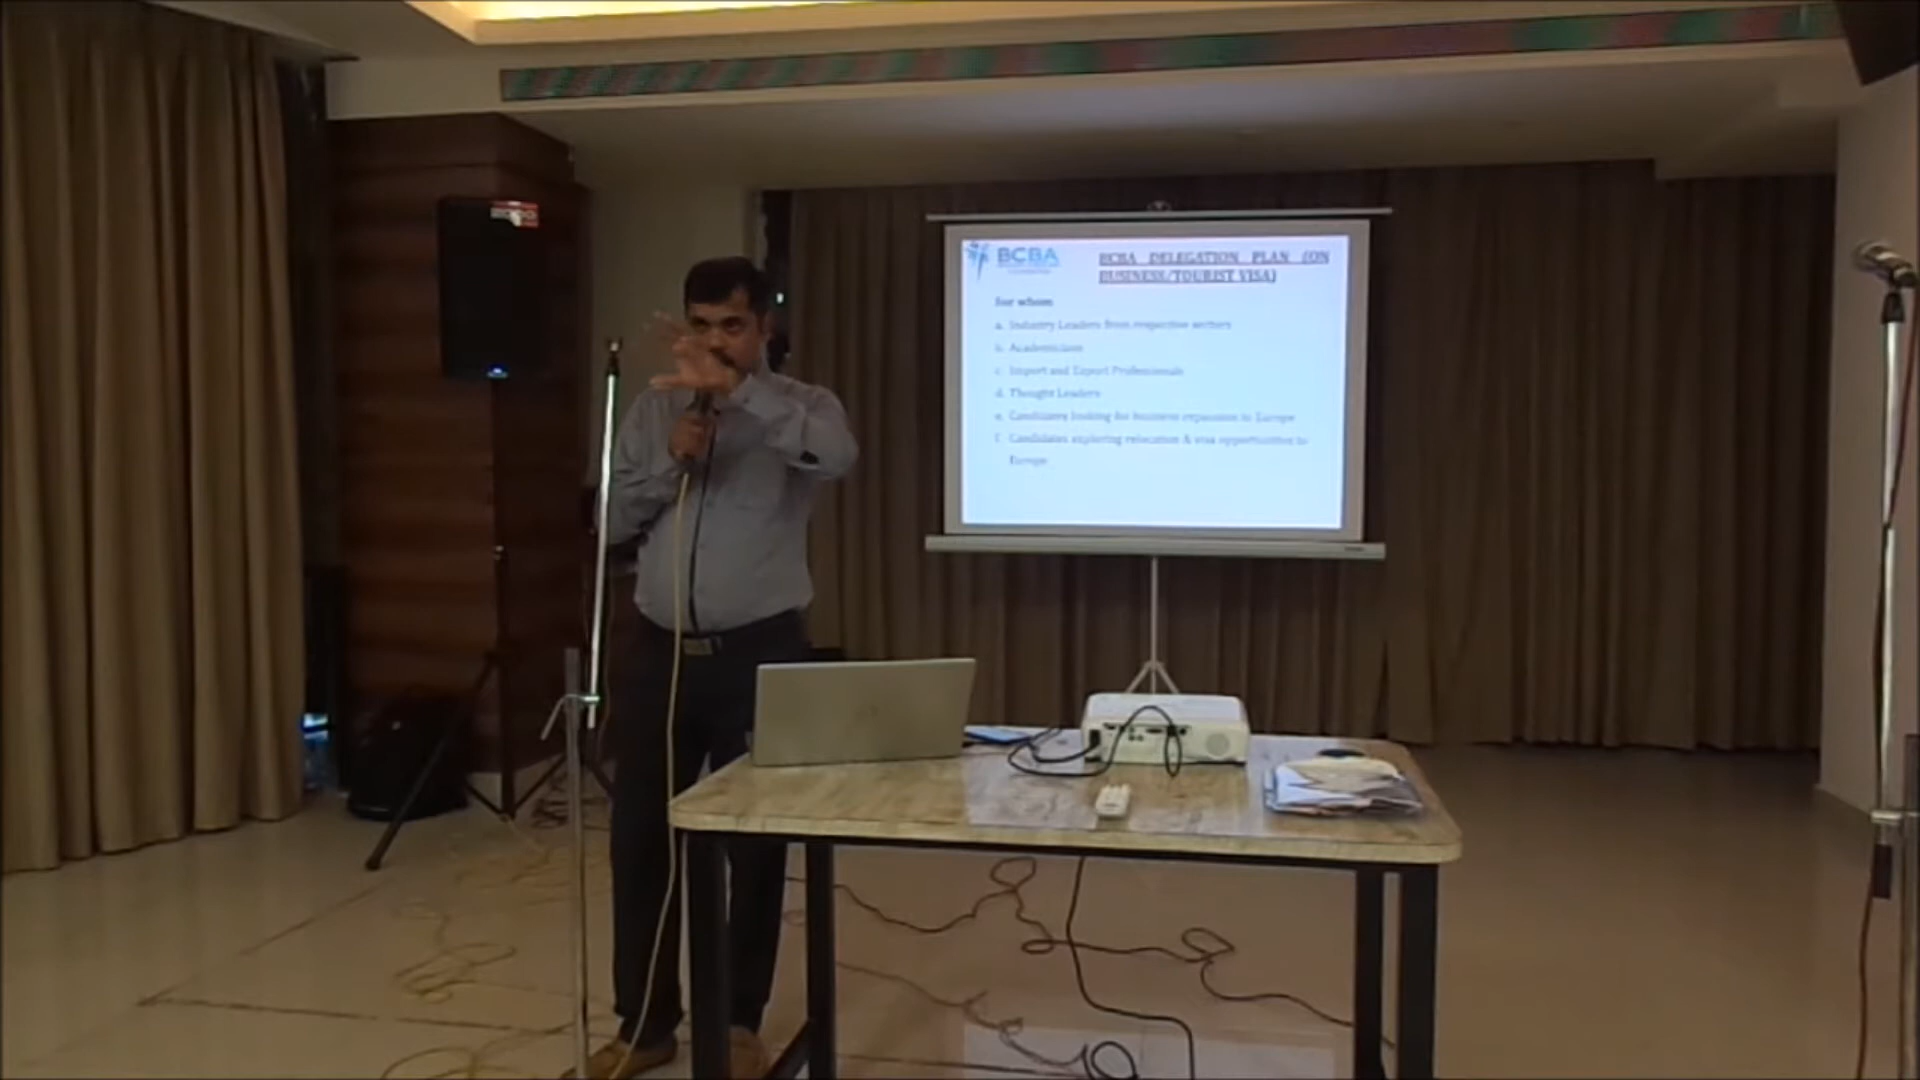 BCBA
BCBA DELEGATION PLAN (ON
BUSINESS/TOURIST VISA)
For whom
a. Industry Leaders from respective sectors
b. Academicians
c. Import and Export Professionals
d. Thought Leaders
e. Candidates looking for business expansion to Europe
f. Candidates exploring relocation & visa opportunities to
Europe